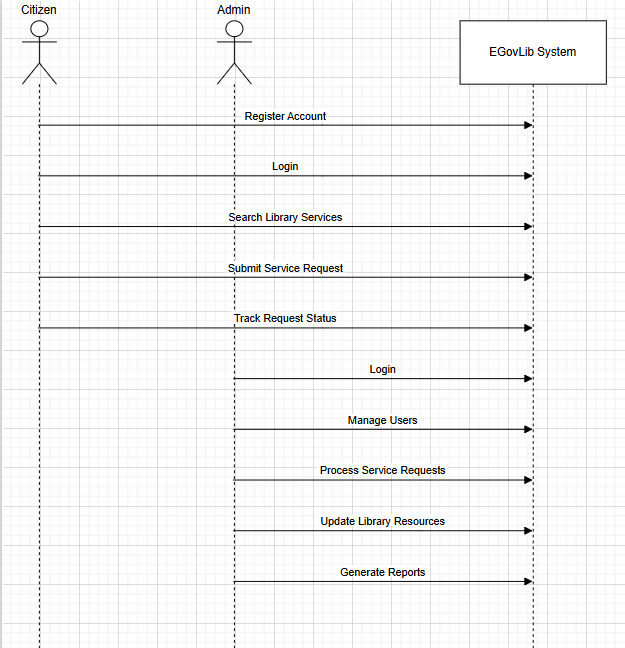 Citizen
Admin
EGovLib System
Register Account
Login
Search Library Services
Submit Service Request
Track Request Status
Login
Manage Users
Process Service Requests
Update Library Resources
Generate Reports